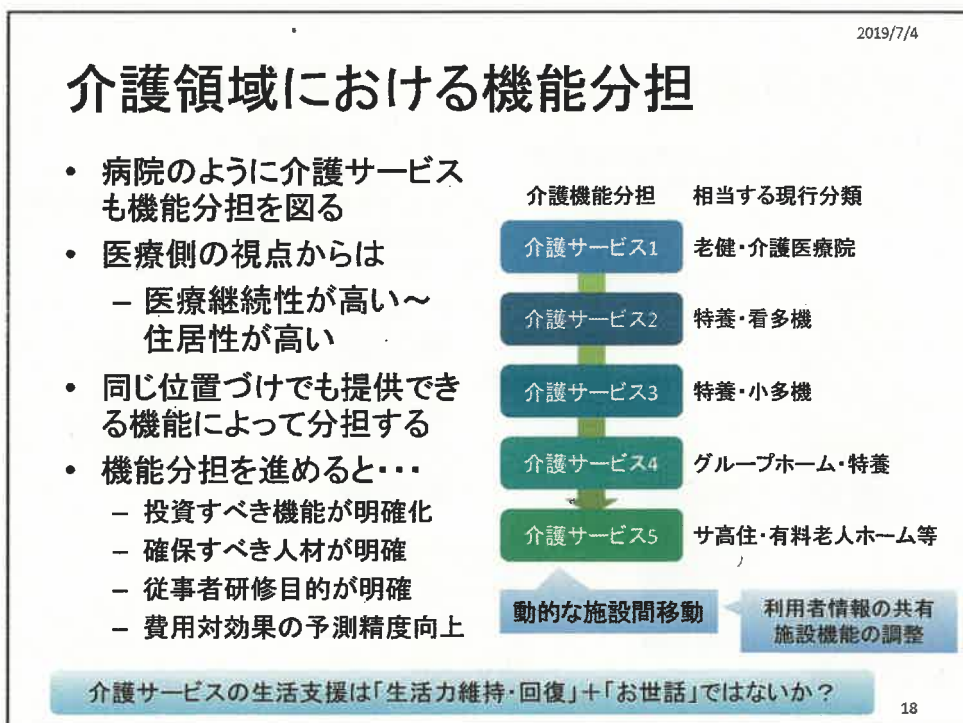 2019/7/4
介護領域における機能分担
• 病院のように介護サービス
も機能分担を図る
• 医療側の視点からは
– 医療継続性が高い～
住居性が高い
• 同じ位置づけでも提供でき
る機能によって分担する
• 機能分担を進めると・・・
– 投資すべき機能が明確化
– 確保すべき人材が明確
– 従事者研修目的が明確
– 費用対効果の予測精度向上
介護機能分担 相当する現行分類
介護サービス1 老健・介護医療院
介護サービス2 特養・看多機
介護サービス3 特養・小多機
介護サービス4 グループホーム・特養
介護サービス5 サ高住・有料老人ホーム等
動的な施設間移動
利用者情報の共有
施設機能の調整
介護サービスの生活支援は「生活力維持・回復」＋「お世話」ではないか？
18